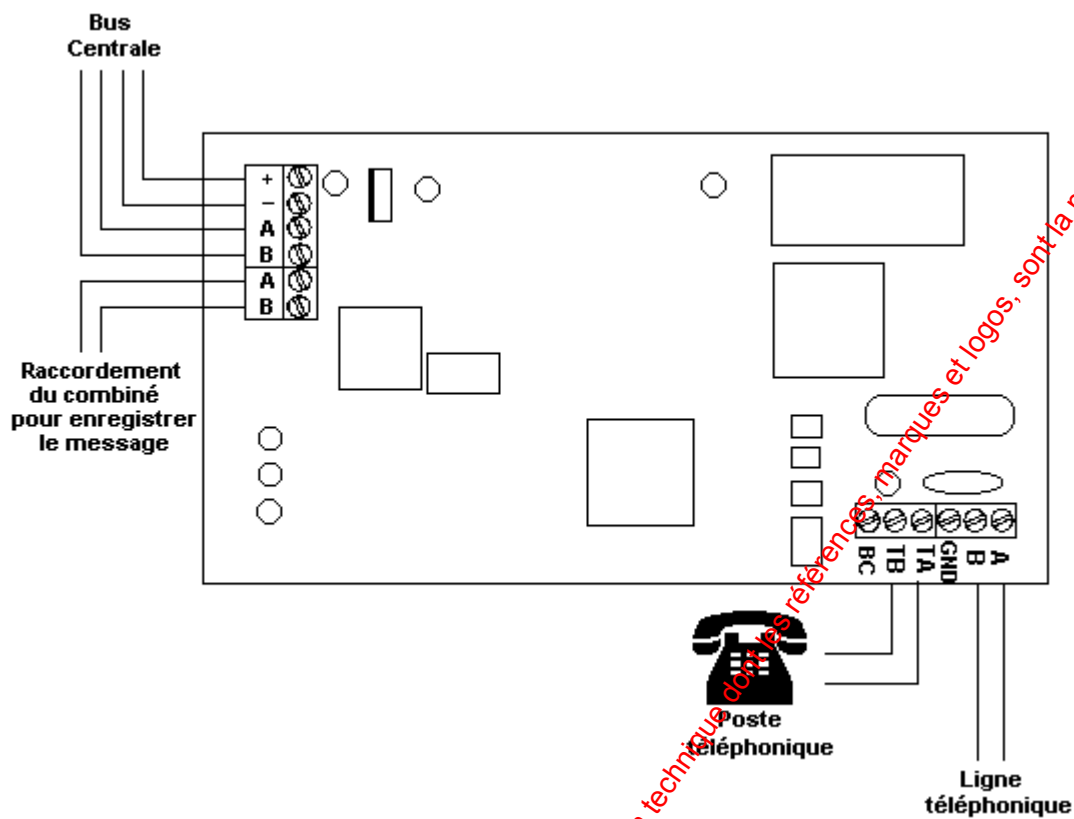 Bus
Centrale
+
−
A
B
A
B
Raccordement
du combiné
pour enregistrer
le message
BC
TB
TA
GND
B
A
Poste
téléphonique
Ligne
téléphonique
technique dont les références, marques et logos, sont la